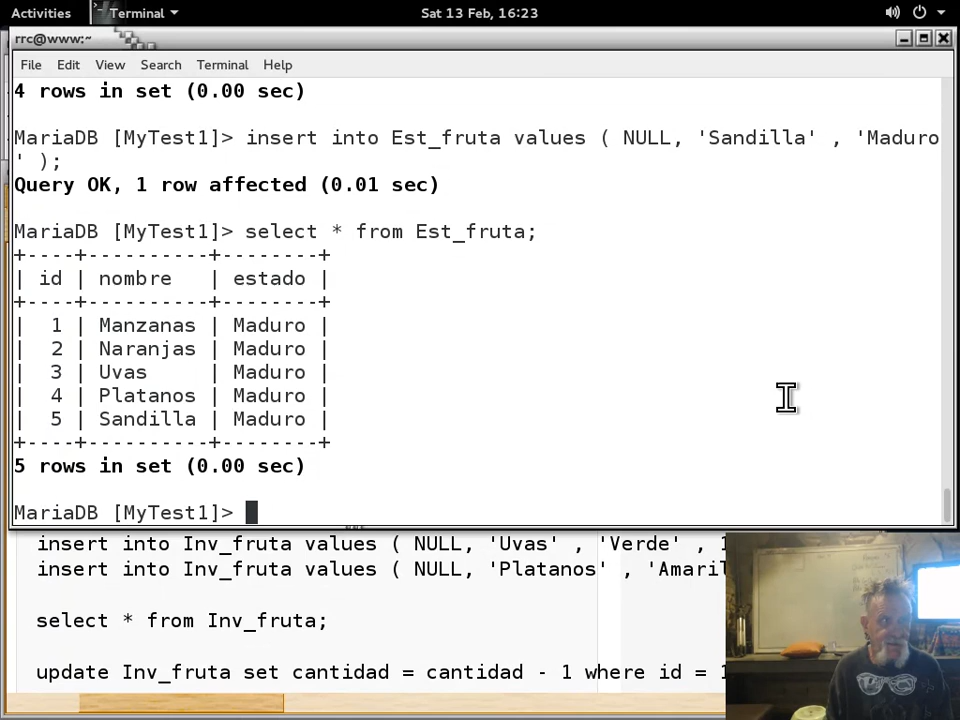 Activities Terminal Sat 13 Feb, 16:23
rrc@www:~
File Edit View Search Terminal Help
4 rows in set (0.00 sec)
MariaDB [MyTest1]> insert into Est_fruta values ( NULL, 'Sandilla' , 'Maduro
' );
Query OK, 1 row affected (0.01 sec)
MariaDB [MyTest1]> select * from Est_fruta;
+----+----------+--------+
| id | nombre   | estado |
+----+----------+--------+
|  1 | Manzanas | Maduro |
|  2 | Naranjas | Maduro |
|  3 | Uvas     | Maduro |
|  4 | Platanos | Maduro |
|  5 | Sandilla | Maduro |
+----+----------+--------+
5 rows in set (0.00 sec)
MariaDB [MyTest1]>
insert into Inv_fruta values ( NULL, 'Uvas' , 'Verde' , 1
insert into Inv_fruta values ( NULL, 'Platanos' , 'Amaril
select * from Inv_fruta;
update Inv_fruta set cantidad = cantidad - 1 where id = 1